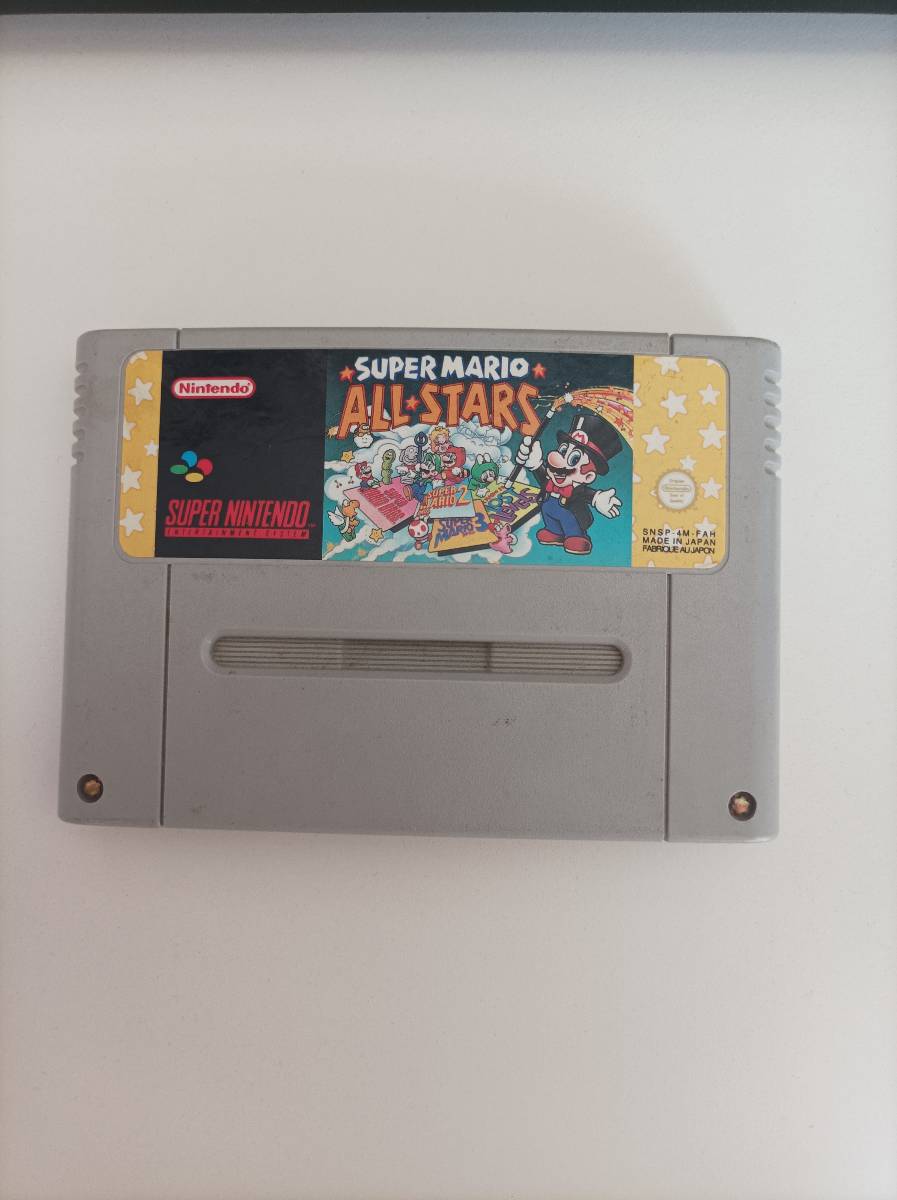 Nintendo
SUPER NINTENDO
ENTERTAINMENT SYSTEM
SUPER MARIO
ALL★STARS
SUPER
MARIO 2
SUPER
MARIO 3
Nintendo
SNSP-4M-FAH
MADE IN JAPAN
FABRIQUE AU JAPON